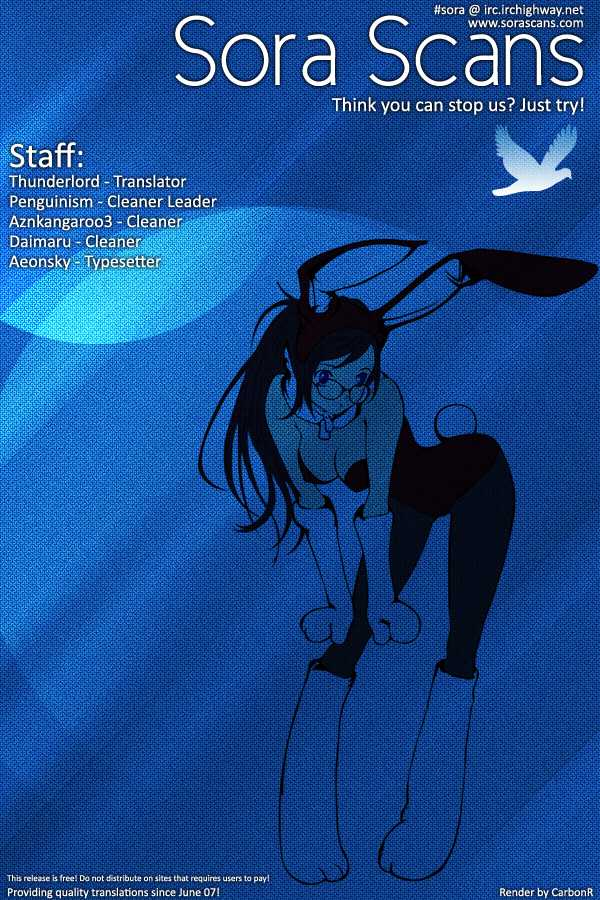 #sora @ irc.irchighway.net
www.sorascans.com
Sora Scans
Think you can stop us? Just try!
Staff:
Thunderlord - Translator
Penguinism - Cleaner Leader
Aznkangaroo3 - Cleaner
Daimaru - Cleaner
Aeonsky - Typesetter
This release is free! Do not distribute on sites that requires users to pay!
Providing quality translations since June 07!
Render by CarbonR